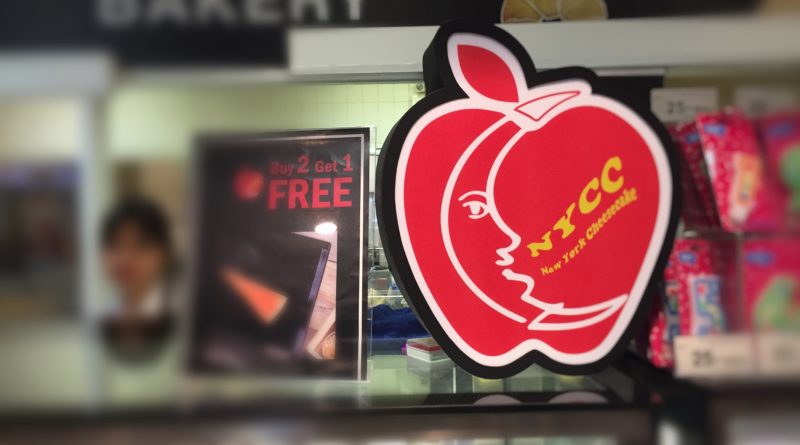 BAKERY
Buy 2 Get 1
FREE
NYCC
New York Cheesecake
25
25